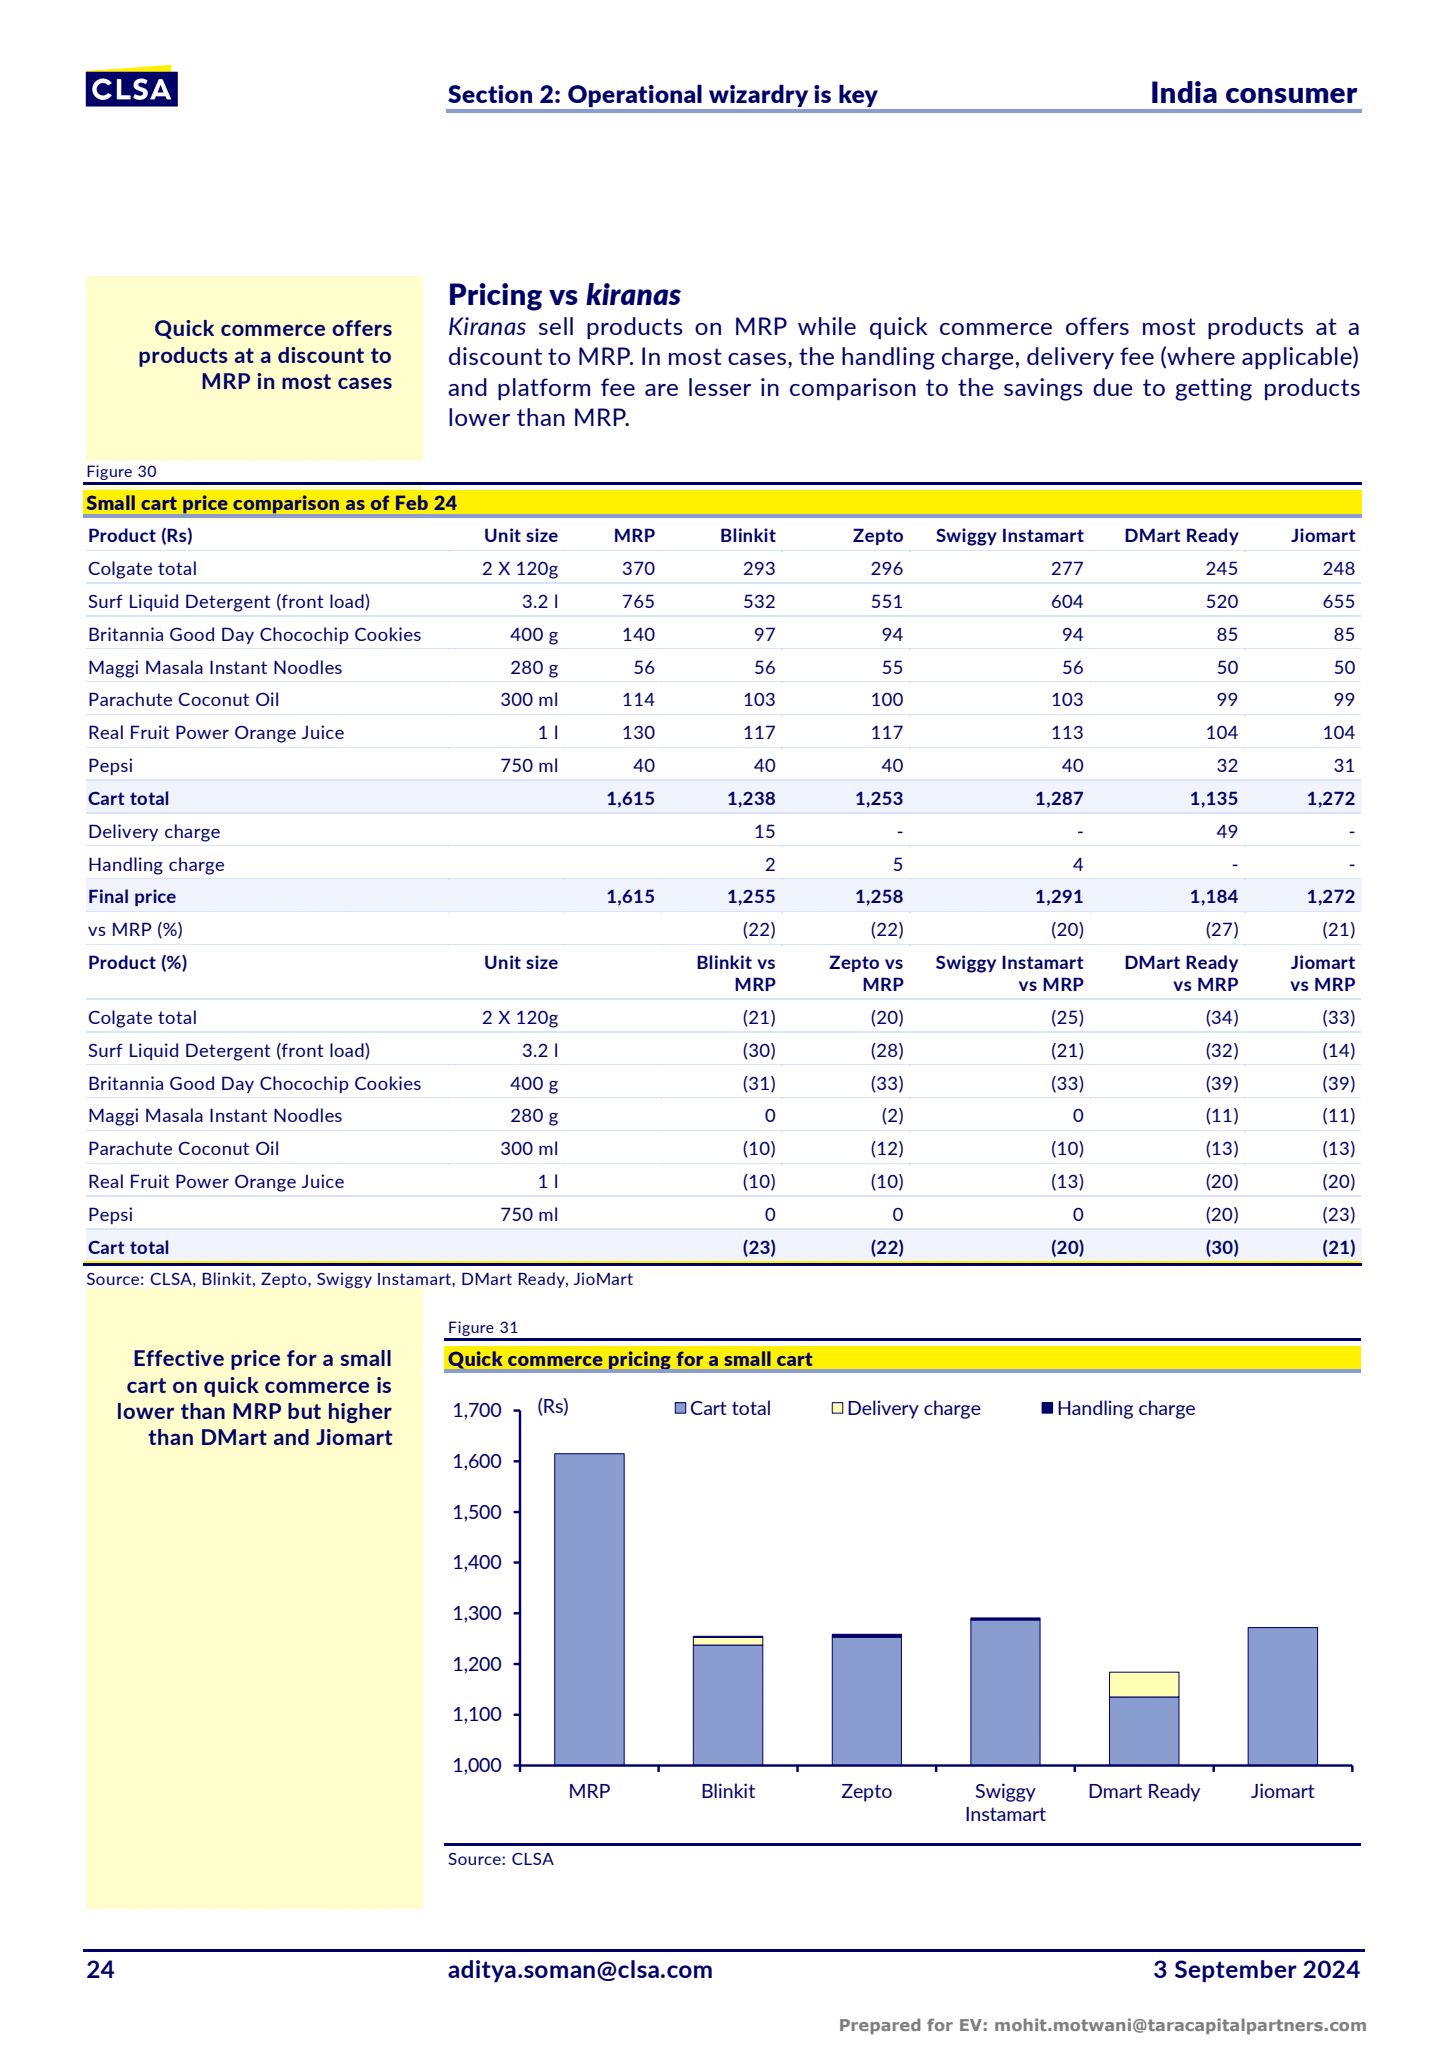 CLSA
Section 2: Operational wizardry is key
India consumer
Quick commerce offers
products at a discount to
MRP in most cases
Pricing vs kiranas
Kiranas sell products on MRP while quick commerce offers most products at a
discount to MRP. In most cases, the handling charge, delivery fee (where applicable)
and platform fee are lesser in comparison to the savings due to getting products
lower than MRP.
Figure 30
Small cart price comparison as of Feb 24
Product (Rs) Unit size MRP Blinkit Zepto Swiggy Instamart DMart Ready Jiomart
Colgate total 2 X 120g 370 293 296 277 245 248
Surf Liquid Detergent (front load) 3.2 l 765 532 551 604 520 655
Britannia Good Day Chocochip Cookies 400 g 140 97 94 94 85 85
Maggi Masala Instant Noodles 280 g 56 56 55 56 50 50
Parachute Coconut Oil 300 ml 114 103 100 103 99 99
Real Fruit Power Orange Juice 1 l 130 117 117 113 104 104
Pepsi 750 ml 40 40 40 40 32 31
Cart total 1,615 1,238 1,253 1,287 1,135 1,272
Delivery charge 15 - - 49 -
Handling charge 2 5 4 - -
Final price 1,615 1,255 1,258 1,291 1,184 1,272
vs MRP (%) (22) (22) (20) (27) (21)
Product (%) Unit size Blinkit vs Zepto vs Swiggy Instamart DMart Ready Jiomart
MRP MRP vs MRP vs MRP vs MRP
Colgate total 2 X 120g (21) (20) (25) (34) (33)
Surf Liquid Detergent (front load) 3.2 l (30) (28) (21) (32) (14)
Britannia Good Day Chocochip Cookies 400 g (31) (33) (33) (39) (39)
Maggi Masala Instant Noodles 280 g 0 (2) 0 (11) (11)
Parachute Coconut Oil 300 ml (10) (12) (10) (13) (13)
Real Fruit Power Orange Juice 1 l (10) (10) (13) (20) (20)
Pepsi 750 ml 0 0 0 (20) (23)
Cart total (23) (22) (20) (30) (21)
Source: CLSA, Blinkit, Zepto, Swiggy Instamart, DMart Ready, JioMart
Effective price for a small
cart on quick commerce is
lower than MRP but higher
than DMart and Jiomart
Figure 31
Quick commerce pricing for a small cart
(Rs) Cart total Delivery charge Handling charge
1,700
1,600
1,500
1,400
1,300
1,200
1,100
1,000
MRP Blinkit Zepto Swiggy Dmart Ready Jiomart
Instamart
Source: CLSA
24 aditya.soman@clsa.com 3 September 2024
Prepared for EV: mohit.motwani@taracapitalpartners.com